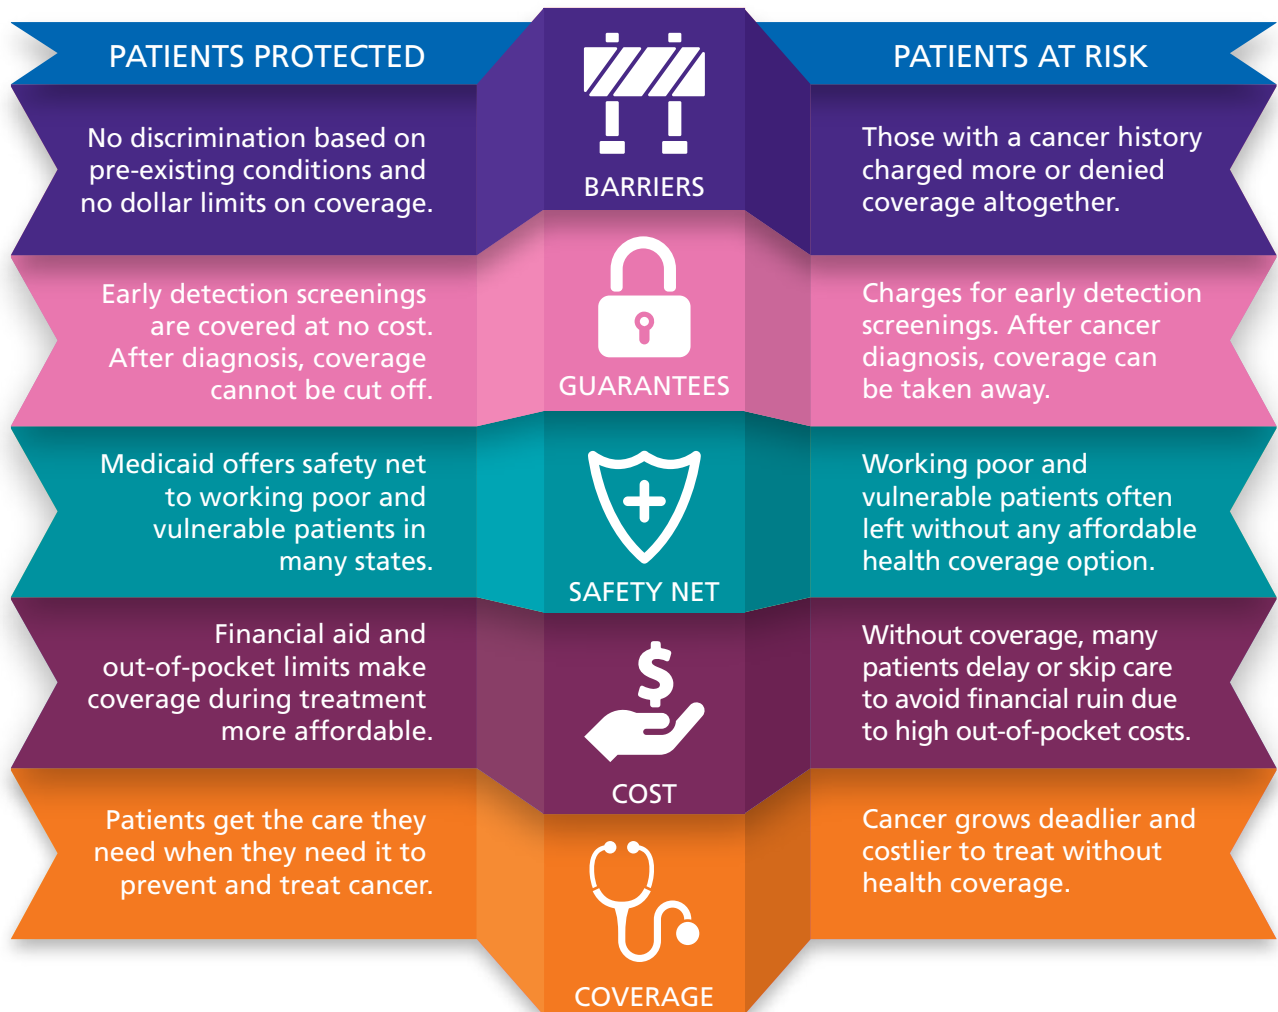 PATIENTS PROTECTED
PATIENTS AT RISK
No discrimination based on
pre-existing conditions and
no dollar limits on coverage.
BARRIERS
Those with a cancer history
charged more or denied
coverage altogether.
Early detection screenings
are covered at no cost.
After diagnosis, coverage
cannot be cut off.
GUARANTEES
Charges for early detection
screenings. After cancer
diagnosis, coverage can
be taken away.
Medicaid offers safety net
to working poor and
vulnerable patients in
many states.
SAFETY NET
Working poor and
vulnerable patients often
left without any affordable
health coverage option.
Financial aid and
out-of-pocket limits make
coverage during treatment
more affordable.
$
COST
Without coverage, many
patients delay or skip care
to avoid financial ruin due
to high out-of-pocket costs.
Patients get the care they
need when they need it to
prevent and treat cancer.
COVERAGE
Cancer grows deadlier and
costlier to treat without
health coverage.